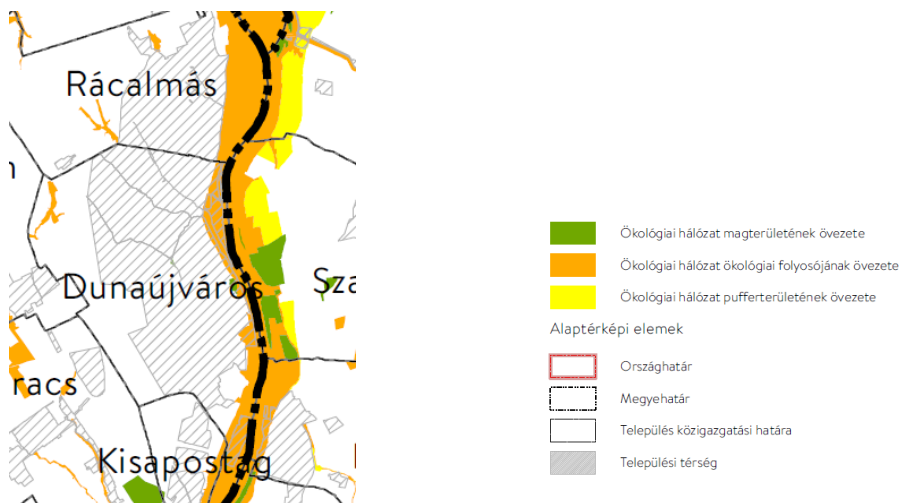 Rácalmás
Dunaújváros
Sza
racs
Kisapostag
Ökológiai hálózat magterületének övezete
Ökológiai hálózat ökológiai folyosójának övezete
Ökológiai hálózat pufferterületének övezete
Alaptérképi elemek
Országhatár
Megyehatár
Település közigazgatási határa
Települési térség